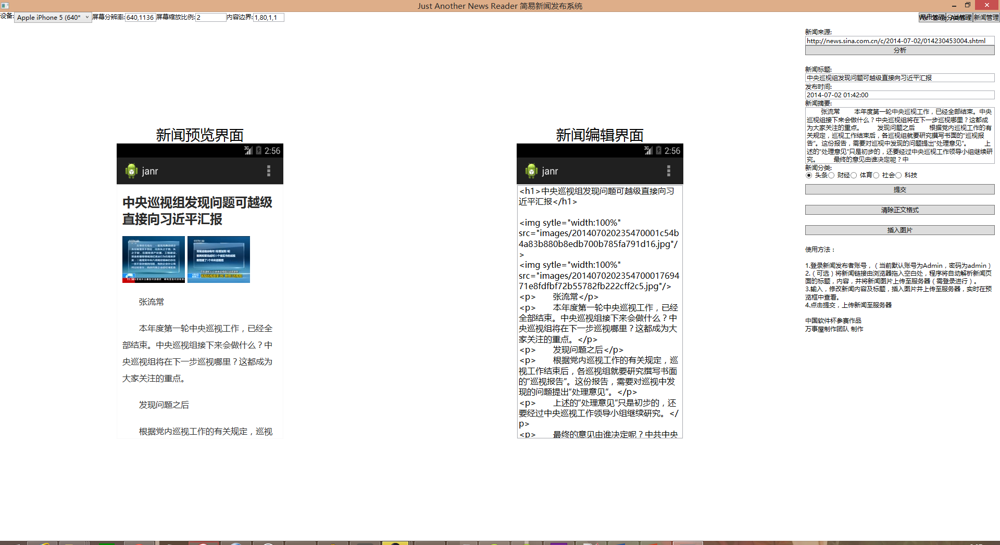 Just Another News Reader 简易新闻发布系统
设备: Apple iPhone 5 (640* 屏幕分辨率: 640,1136 屏幕缩放比例: 2 内容边界: 1,80,1,1
用户管理 分类管理 新闻管理
新闻预览界面
2:56
janr
中央巡视组发现问题可越级
直接向习近平汇报
张流常
本年度第一轮中央巡视工作，已经全
部结束。中央巡视组接下来会做什么？中
央巡视组将在下一步巡视哪里？这都成为
大家关注的重点。
发现问题之后
根据党内巡视工作的有关规定，巡视
新闻编辑界面
3G 2:56
janr
<h1>中央巡视组发现问题可越级直接向习
近平汇报</h1>
<img sytle="width:100%"
src="images/201407020235470001c54b
4a83b880b8edb700b785fa791d16.jpg"/
>
<img sytle="width:100%"
src="images/2014070202354700017694
71e8fdfbf72b55782fb222cff2c5.jpg"/>
<p>　　张流常</p>
<p>　　本年度第一轮中央巡视工作，已经
全部结束。中央巡视组接下来会做什么？中
央巡视组将在下一步巡视哪里？这都成为大
家关注的重点。</p>
<p>　　发现问题之后</p>
<p>　　根据党内巡视工作的有关规定，巡
视工作结束后，各巡视组就要研究撰写书面
的“巡视报告”。这份报告，需要对巡视中发
现的问题提出“处理意见”。</p>
<p>　　上述的“处理意见”只是初步的，还
要经过中央巡视工作领导小组继续研究。</
p>
<p>　　最终的意见由谁决定呢？中共中央
新闻来源:
http://news.sina.com.cn/c/2014-07-02/014230453004.shtml
分析
新闻标题:
中央巡视组发现问题可越级直接向习近平汇报
发布时间:
2014-07-02 01:42:00
新闻摘要:
张流常　　本年度第一轮中央巡视工作，已经全部结束。中央
巡视组接下来会做什么？中央巡视组将在下一步巡视哪里？这都成
为大家关注的重点。　　发现问题之后　　根据党内巡视工作的有
关规定，巡视工作结束后，各巡视组就要研究撰写书面的“巡视报
告”。这份报告，需要对巡视中发现的问题提出“处理意见”。　　上
述的“处理意见”只是初步的，还要经过中央巡视工作领导小组继续研
究。　　最终的意见由谁决定呢？中
新闻分类:
头条 财经 体育 社会 科技
提交
清除正文格式
插入图片
使用方法：
1.登录新闻发布者账号，（当前默认账号为Admin，密码为admin）
2.（可选）将新闻链接由浏览器拖入空白处，程序将自动解析新闻页
面的标题，内容，并将新闻图片上传至服务器（需登录进行）。
3.输入，修改新闻内容及标题，插入图片并上传至服务器，实时在预
览框中查看。
4.点击提交，上传新闻至服务器
中国软件杯参赛作品
万事屋制作团队 制作